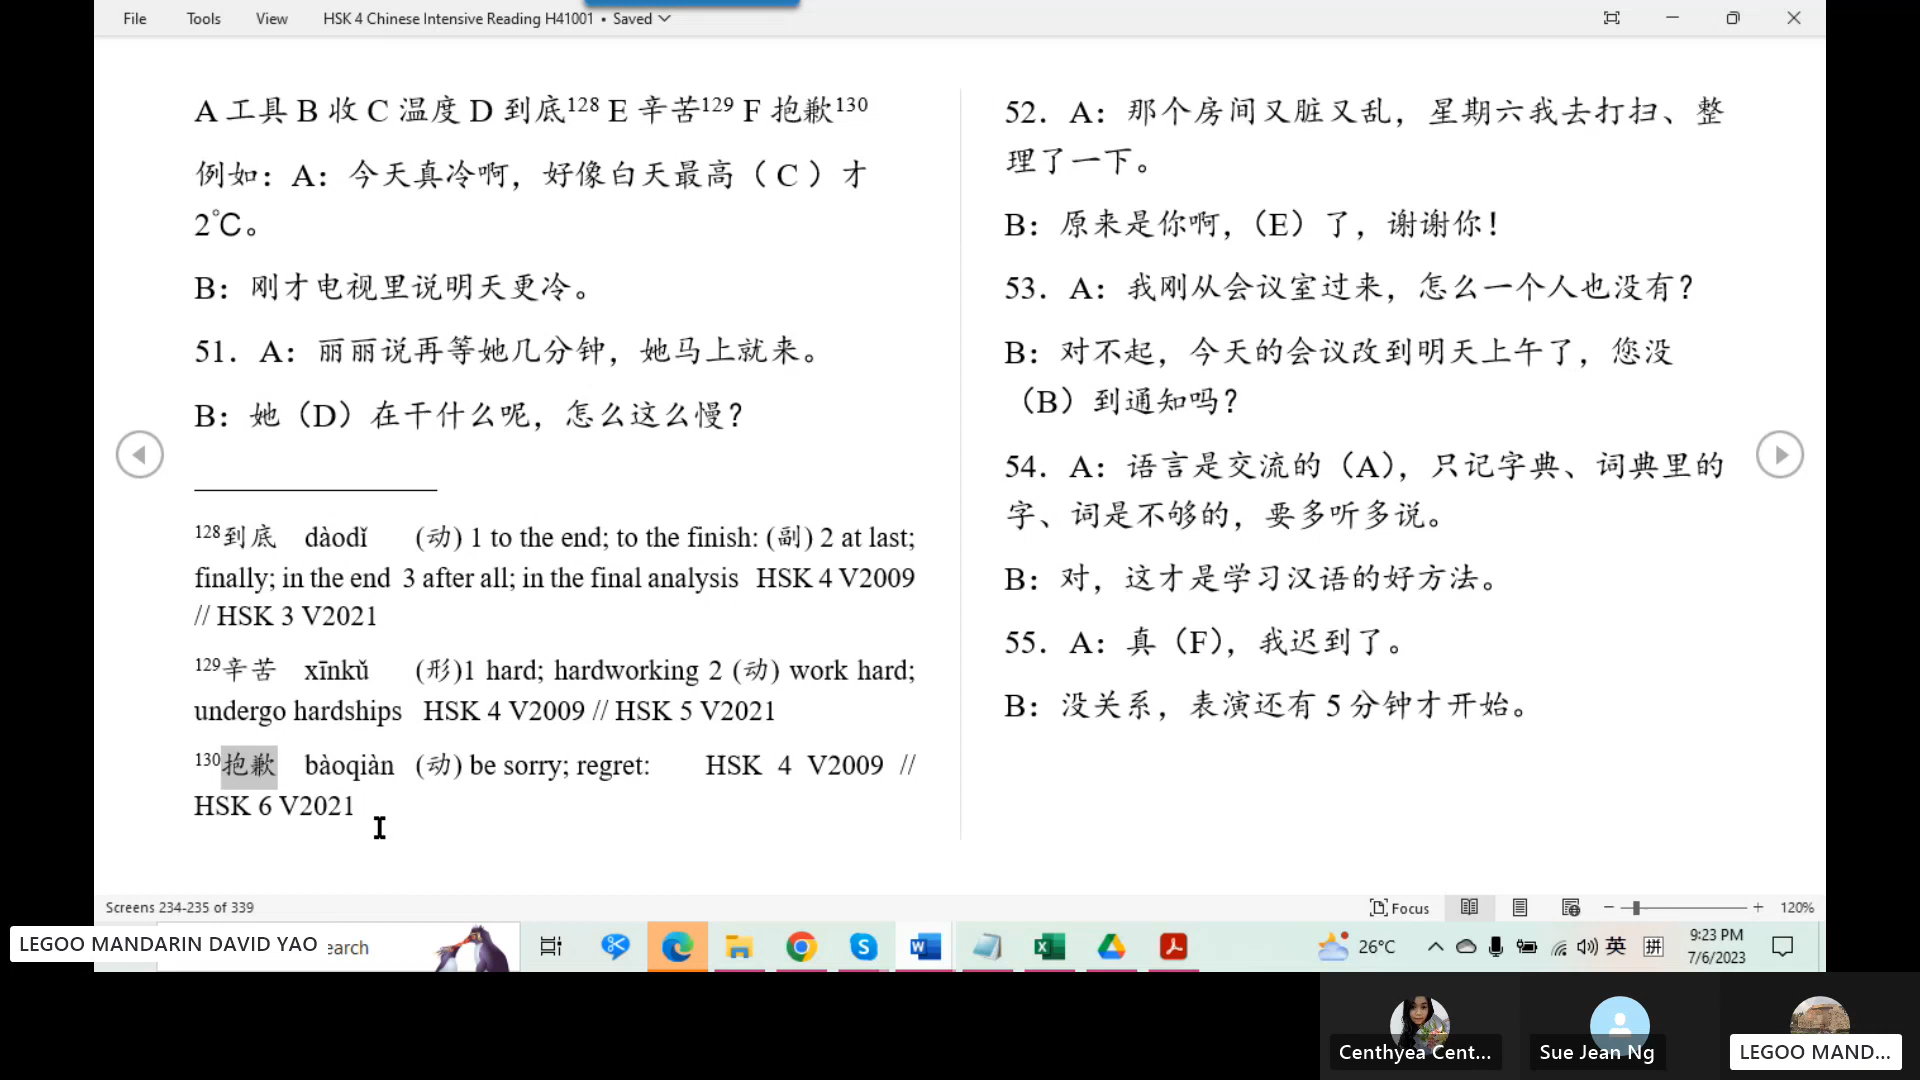 File Tools View HSK 4 Chinese Intensive Reading H41001 • Saved
A 工具 B 收 C 温度 D 到底128 E 辛苦129 F 抱歉130
例如：A：今天真冷啊，好像白天最高（ C ）才
2℃。
B：刚才电视里说明天更冷。
51．A：丽丽说再等她几分钟，她马上就来。
B：她（D）在干什么呢，怎么这么慢？
128到底 dàodǐ (动) 1 to the end; to the finish: (副) 2 at last;
finally; in the end 3 after all; in the final analysis HSK 4 V2009
// HSK 3 V2021
129辛苦 xīnkǔ (形)1 hard; hardworking 2 (动) work hard;
undergo hardships HSK 4 V2009 // HSK 5 V2021
130抱歉 bàoqiàn (动) be sorry; regret: HSK 4 V2009 //
HSK 6 V2021
52．A：那个房间又脏又乱，星期六我去打扫、整
理了一下。
B：原来是你啊，（E）了，谢谢你！
53．A：我刚从会议室过来，怎么一个人也没有？
B：对不起，今天的会议改到明天上午了，您没
（B）到通知吗？
54．A：语言是交流的（A），只记字典、词典里的
字、词是不够的，要多听多说。
B：对，这才是学习汉语的好方法。
55．A：真（F），我迟到了。
B：没关系，表演还有 5 分钟才开始。
Screens 234-235 of 339
Focus
120%
LEGOO MANDARIN DAVID YAO
earch
26°C
英
拼
9:23 PM
7/6/2023
Centhyea Cent...
Sue Jean Ng
LEGOO MAND...